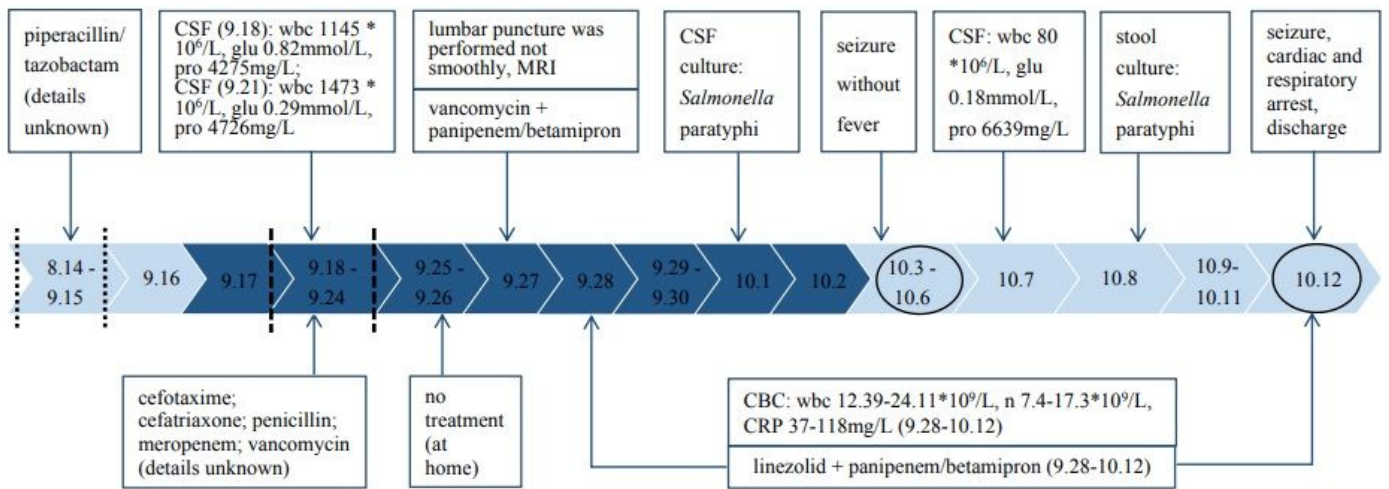 piperacillin/
tazobactam
(details
unknown)
CSF (9.18): wbc 1145 *
10⁶/L, glu 0.82mmol/L,
pro 4275mg/L;
CSF (9.21): wbc 1473 *
10⁶/L, glu 0.29mmol/L,
pro 4726mg/L
lumbar puncture was
performed not
smoothly, MRI
vancomycin +
panipenem/betamipron
CSF
culture:
Salmonella
paratyphi
seizure
without
fever
CSF: wbc 80
*10⁶/L, glu
0.18mmol/L,
pro 6639mg/L
stool
culture:
Salmonella
paratyphi
seizure,
cardiac and
respiratory
arrest,
discharge
8.14 -
9.15
9.16
9.17
9.18 -
9.24
9.25 -
9.26
9.27
9.28
9.29 -
9.30
10.1
10.2
10.3 -
10.6
10.7
10.8
10.9-
10.11
10.12
cefotaxime;
cefatriaxone; penicillin;
meropenem; vancomycin
(details unknown)
no
treatment
(at
home)
CBC: wbc 12.39-24.11*10⁹/L, n 7.4-17.3*10⁹/L,
CRP 37-118mg/L (9.28-10.12)
linezolid + panipenem/betamipron (9.28-10.12)